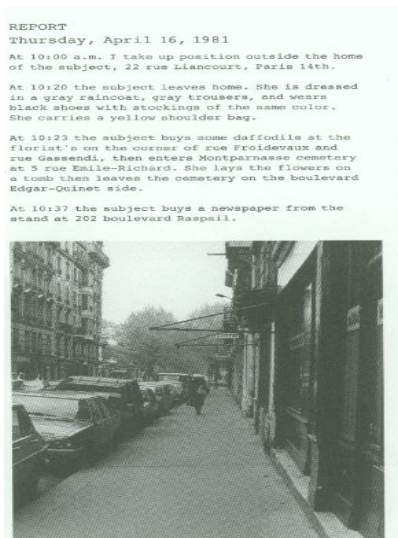 REPORT
Thursday, April 16, 1981
At 10:00 a.m. I take up position outside the home
of the subject, 22 rue Liancourt, Paris 14th.
At 10:20 the subject leaves home. She is dressed
in a gray raincoat, gray trousers, and wears
black shoes with stockings of the same color.
She carries a yellow shoulder bag.
At 10:23 the subject buys some daffodils at the
florist's on the corner of rue Froidevaux and
rue Gassendi, then enters Montparnasse cemetery
at 5 rue Emile-Richard. She lays the flowers on
a tomb then leaves the cemetery on the boulevard
Edgar-Quinet side.
At 10:37 the subject buys a newspaper from the
stand at 202 boulevard Raspail.